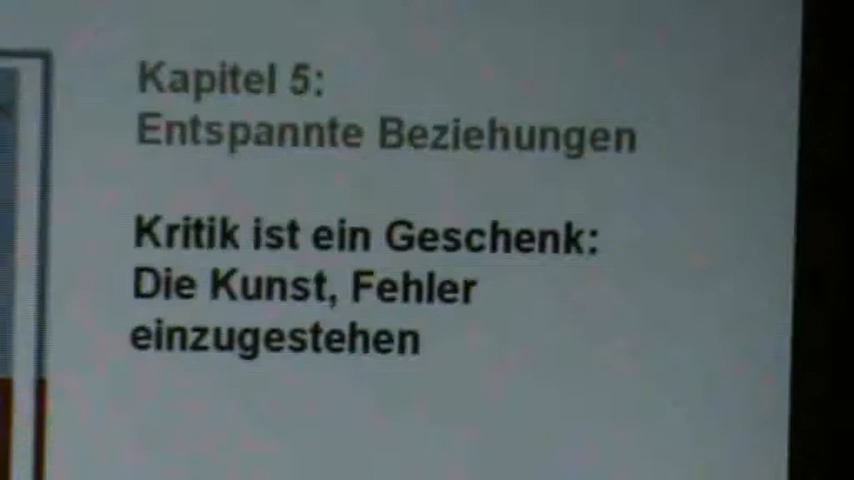 Kapitel 5:
Entspannte Beziehungen
Kritik ist ein Geschenk:
Die Kunst, Fehler
einzugestehen